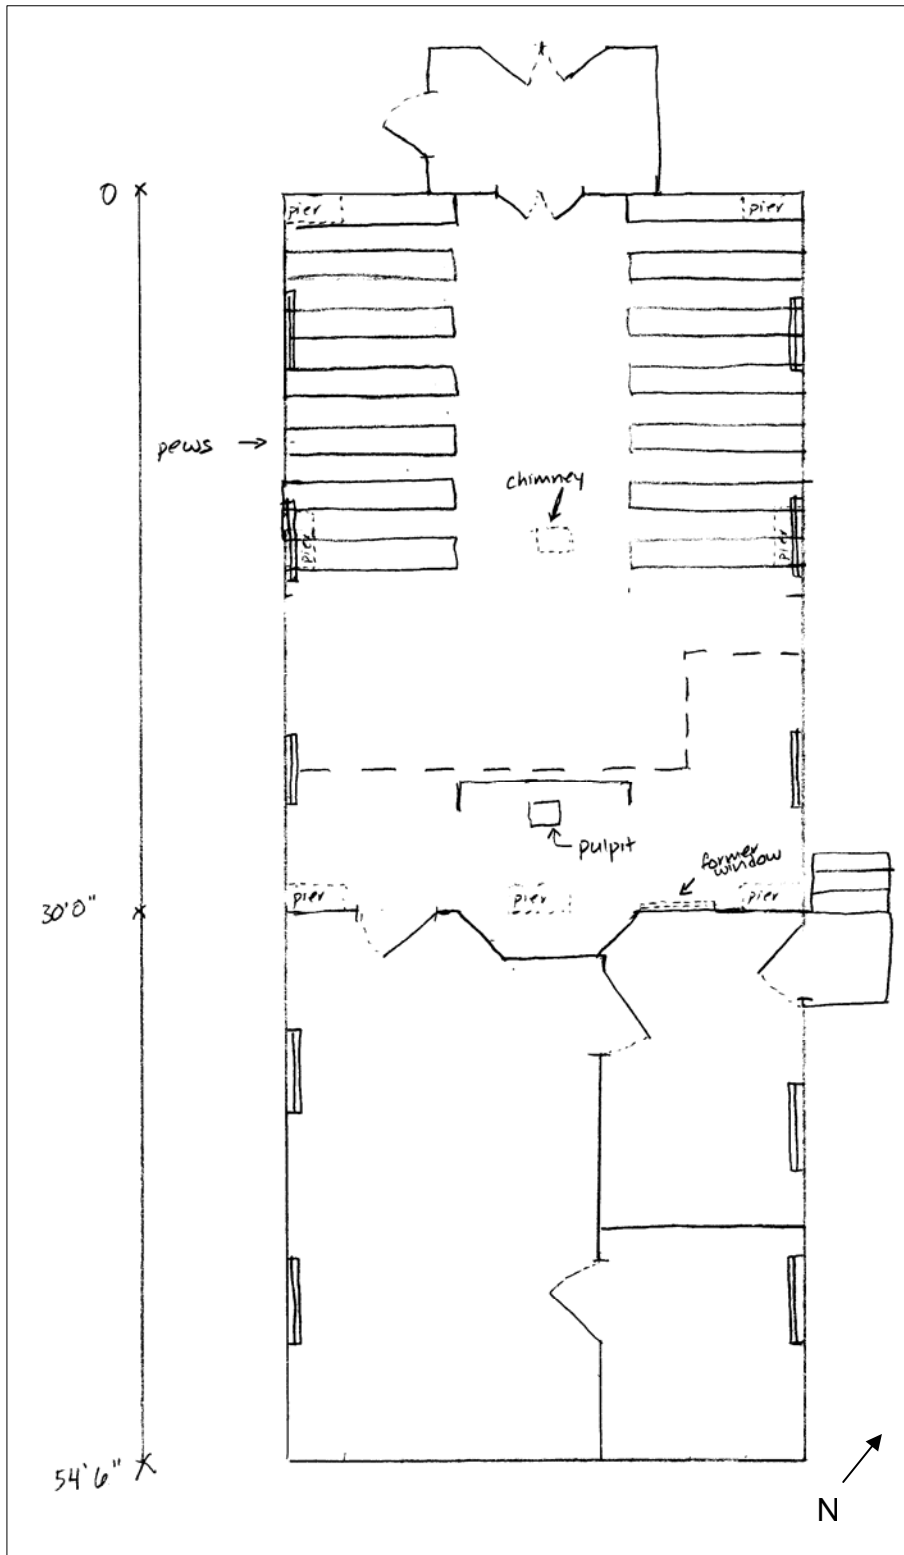 0
pier
pier
pews →
chimney
pier
pier
pulpit
former
window
30'0"
pier
pier
pier
54'6"
N